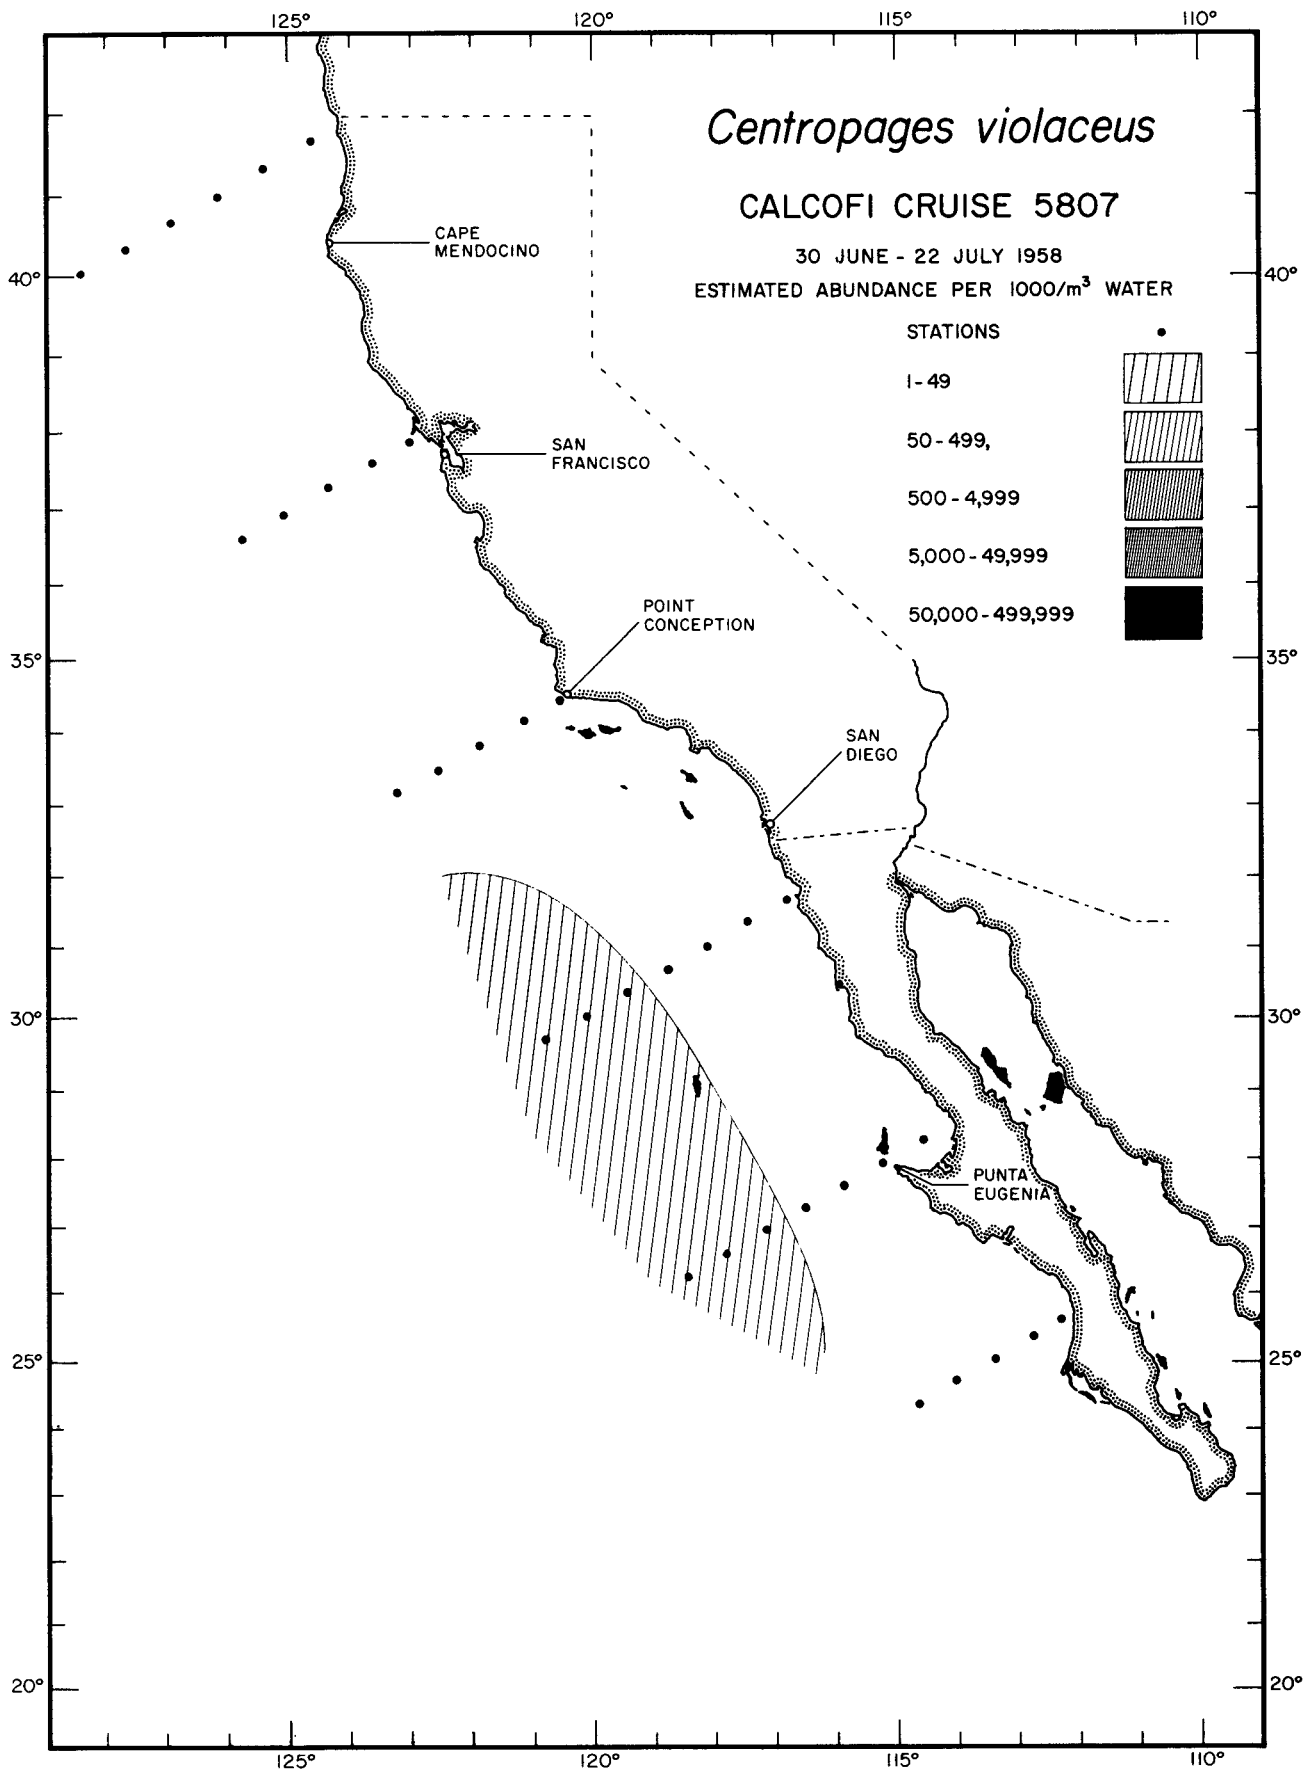 125° 120° 115° 110°
Centropages violaceus
CALCOFI CRUISE 5807
30 JUNE - 22 JULY 1958
ESTIMATED ABUNDANCE PER 1000/m³ WATER
STATIONS
1-49
50-499,
500-4,999
5,000-49,999
50,000-499,999
CAPE
MENDOCINO
40° 40°
SAN
FRANCISCO
POINT
CONCEPTION
35° 35°
SAN
DIEGO
30° 30°
PUNTA
EUGENIA
25° 25°
20° 20°
125° 120° 115° 110°